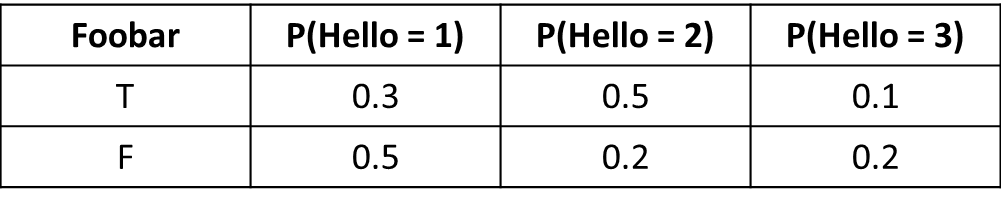 Foobar P(Hello = 1) P(Hello = 2) P(Hello = 3)
T 0.3 0.5 0.1
F 0.5 0.2 0.2